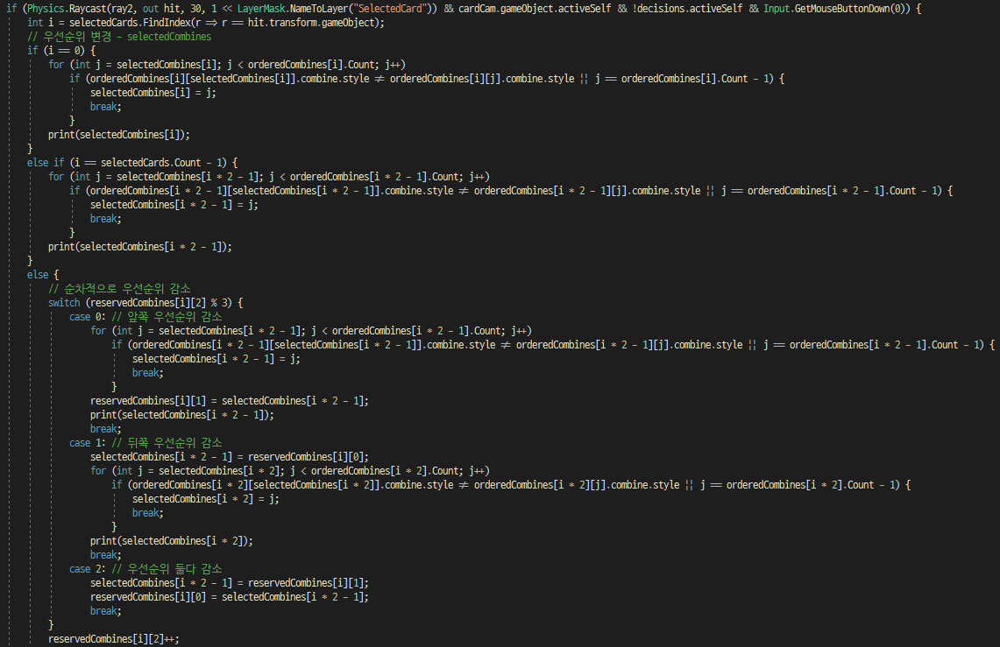 if (Physics.Raycast(ray2, out hit, 30, 1 << LayerMask.NameToLayer("SelectedCard")) && cardCam.gameObject.activeSelf && !decisions.activeSelf && Input.GetMouseButtonDown(0)) {
int i = selectedCards.FindIndex(r => r == hit.transform.gameObject);
// 우선순위 변경 - selectedCombines
if (i == 0) {
for (int j = selectedCombines[i]; j < orderedCombines[i].Count; j++)
if (orderedCombines[i][selectedCombines[i]].combine.style != orderedCombines[i][j].combine.style || j == orderedCombines[i].Count - 1) {
selectedCombines[i] = j;
break;
}
print(selectedCombines[i]);
}
else if (i == selectedCards.Count - 1) {
for (int j = selectedCombines[i * 2 - 1]; j < orderedCombines[i * 2 - 1].Count; j++)
if (orderedCombines[i * 2 - 1][selectedCombines[i * 2 - 1]].combine.style != orderedCombines[i * 2 - 1][j].combine.style || j == orderedCombines[i * 2 - 1].Count - 1) {
selectedCombines[i * 2 - 1] = j;
break;
}
print(selectedCombines[i * 2 - 1]);
}
else {
// 순차적으로 우선순위 감소
switch (reservedCombines[i][2] % 3) {
case 0: // 앞쪽 우선순위 감소
for (int j = selectedCombines[i * 2 - 1]; j < orderedCombines[i * 2 - 1].Count; j++)
if (orderedCombines[i * 2 - 1][selectedCombines[i * 2 - 1]].combine.style != orderedCombines[i * 2 - 1][j].combine.style || j == orderedCombines[i * 2 - 1].Count - 1) {
selectedCombines[i * 2 - 1] = j;
break;
}
reservedCombines[i][1] = selectedCombines[i * 2 - 1];
print(selectedCombines[i * 2 - 1]);
break;
case 1: // 뒤쪽 우선순위 감소
selectedCombines[i * 2 - 1] = reservedCombines[i][0];
for (int j = selectedCombines[i * 2]; j < orderedCombines[i * 2].Count; j++)
if (orderedCombines[i * 2][selectedCombines[i * 2]].combine.style != orderedCombines[i * 2][j].combine.style || j == orderedCombines[i * 2].Count - 1) {
selectedCombines[i * 2] = j;
break;
}
print(selectedCombines[i * 2]);
break;
case 2: // 우선순위 둘다 감소
selectedCombines[i * 2 - 1] = reservedCombines[i][1];
reservedCombines[i][0] = selectedCombines[i * 2 - 1];
break;
}
reservedCombines[i][2]++;